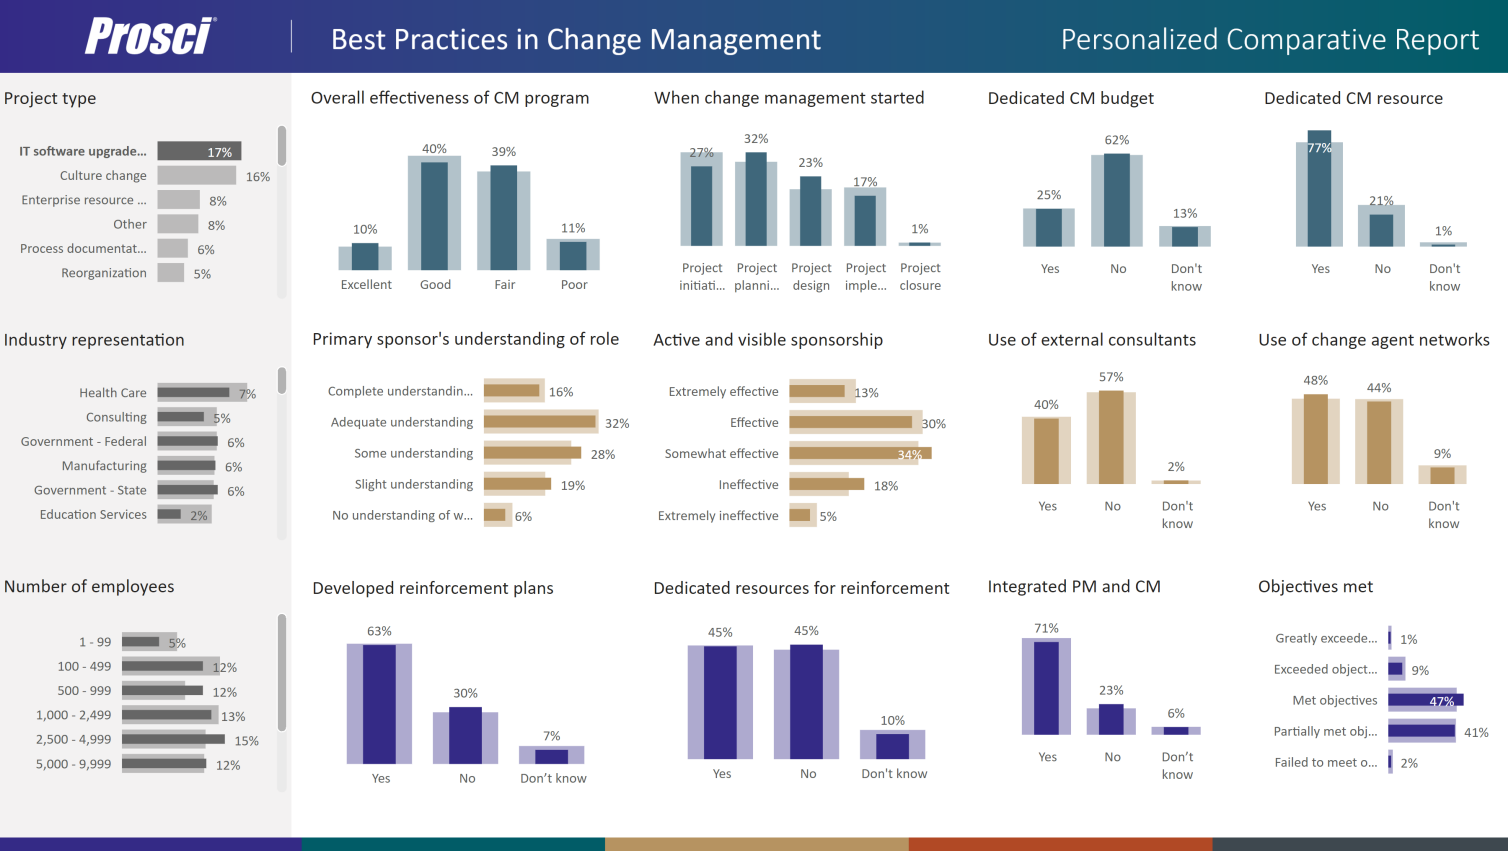 Prosci
Best Practices in Change Management
Personalized Comparative Report
Project type
IT software upgrade... 17%
Culture change 16%
Enterprise resource ... 8%
Other 8%
Process documentat... 6%
Reorganization 5%
Overall effectiveness of CM program
10% 40% 39% 11%
Excellent Good Fair Poor
When change management started
27% 32% 23% 17% 1%
Project Project Project Project Project
initiati... planni... design imple... closure
Dedicated CM budget
25% 62% 13%
Yes No Don't
know
Dedicated CM resource
77% 21% 1%
Yes No Don't
know
Industry representation
Health Care 7%
Consulting 5%
Government - Federal 6%
Manufacturing 6%
Government - State 6%
Education Services 2%
Primary sponsor's understanding of role
Complete understandin... 16%
Adequate understanding 32%
Some understanding 28%
Slight understanding 19%
No understanding of w... 6%
Active and visible sponsorship
Extremely effective 13%
Effective 30%
Somewhat effective 34%
Ineffective 18%
Extremely ineffective 5%
Use of external consultants
40% 57% 2%
Yes No Don't
know
Use of change agent networks
48% 44% 9%
Yes No Don't
know
Number of employees
1 - 99 5%
100 - 499 12%
500 - 999 12%
1,000 - 2,499 13%
2,500 - 4,999 15%
5,000 - 9,999 12%
Developed reinforcement plans
63% 30% 7%
Yes No Don't know
Dedicated resources for reinforcement
45% 45% 10%
Yes No Don't know
Integrated PM and CM
71% 23% 6%
Yes No Don't
know
Objectives met
Greatly exceede... 1%
Exceeded object... 9%
Met objectives 47%
Partially met obj... 41%
Failed to meet o... 2%